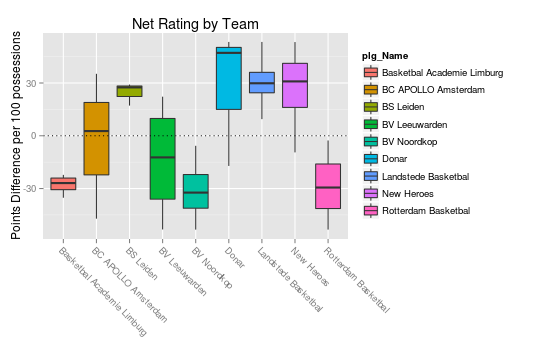 Net Rating by Team
Points Difference per 100 possessions
30
0
-30
Basketbal Academie Limburg
BC APOLLO Amsterdam
BS Leiden
BV Leeuwarden
BV Noordkop
Donar
Landstede Basketbal
New Heroes
Rotterdam Basketbal
plg_Name
Basketbal Academie Limburg
BC APOLLO Amsterdam
BS Leiden
BV Leeuwarden
BV Noordkop
Donar
Landstede Basketbal
New Heroes
Rotterdam Basketbal